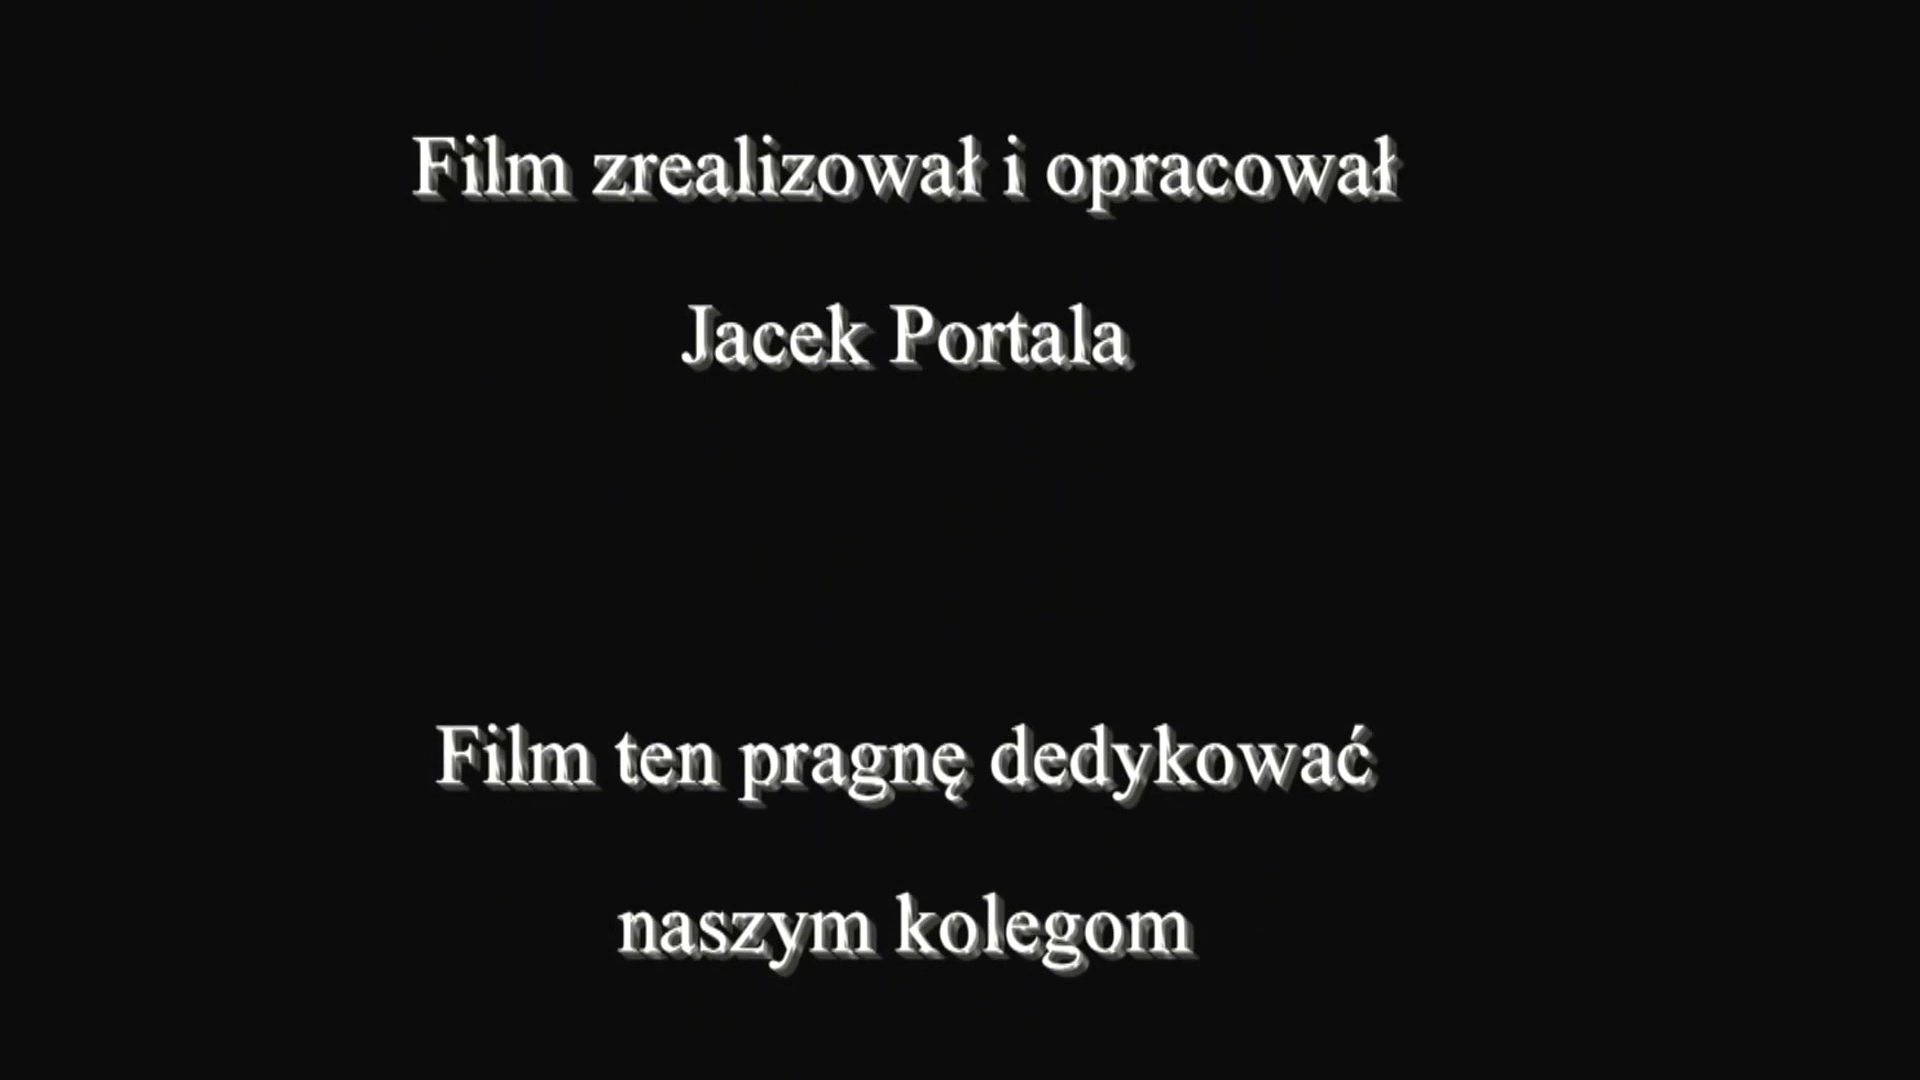 Film zrealizował i opracował
Jacek Portala
Film ten pragnę dedykować
naszym kolegom